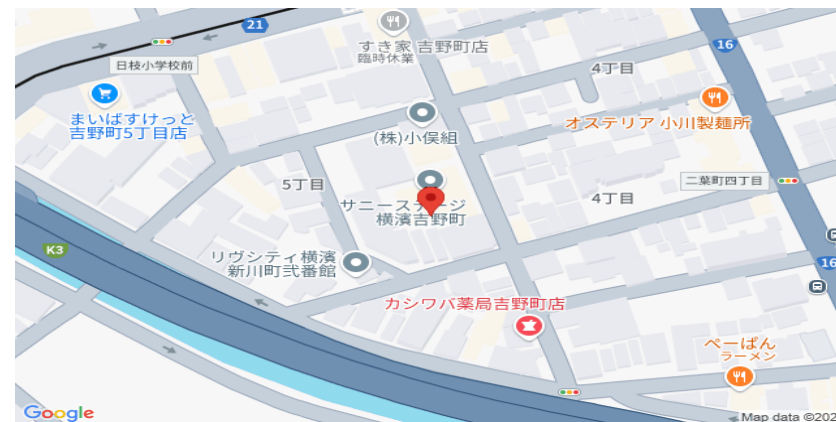 21
すき家 吉野町店
臨時休業
16
日枝小学校前
4丁目
まいばすけっと
吉野町5丁目店
オステリア 小川製麺所
(株)小俣組
5丁目
二葉町四丁目
4丁目
サニーステージ
横濱吉野町
K3
リヴシティ横濱
新川町弐番館
16
カシワバ薬局吉野町店
ぺーぱん
ラーメン
Google
Map data ©202